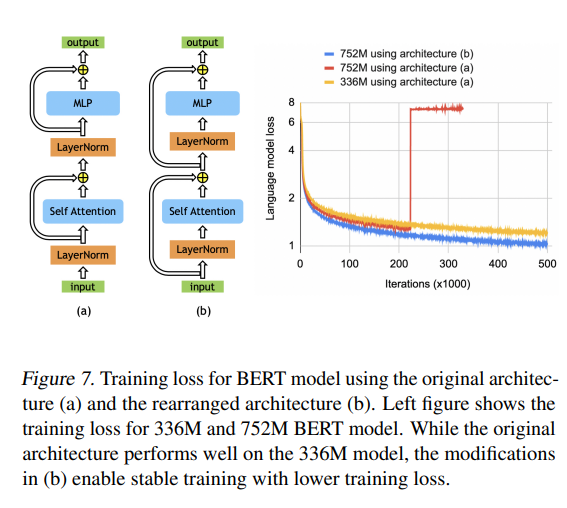 output
MLP
LayerNorm
Self Attention
LayerNorm
input
(a)
output
MLP
LayerNorm
Self Attention
LayerNorm
input
(b)
752M using architecture (b)
752M using architecture (a)
336M using architecture (a)
Language model loss
8
6
4
2
1
0
100
200
300
400
500
Iterations (x1000)
Figure 7. Training loss for BERT model using the original architec-
ture (a) and the rearranged architecture (b). Left figure shows the
training loss for 336M and 752M BERT model. While the original
architecture performs well on the 336M model, the modifications
in (b) enable stable training with lower training loss.